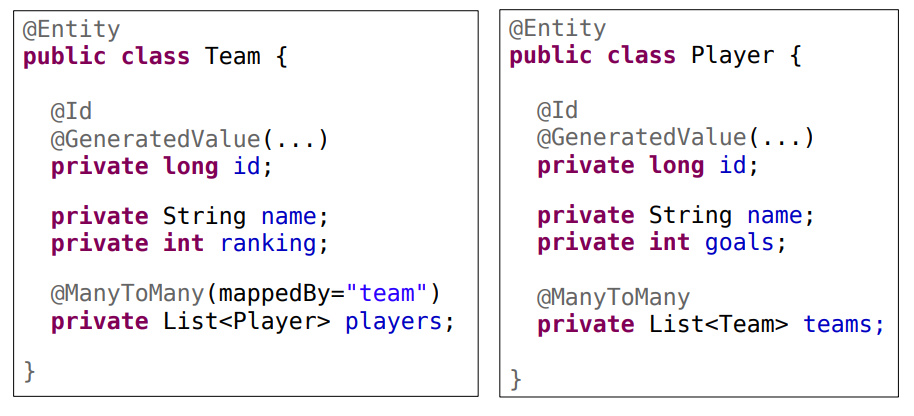 @Entity
public class Team {
@Id
@GeneratedValue(...)
private long id;
private String name;
private int ranking;
@ManyToMany(mappedBy="team")
private List<Player> players;
}
@Entity
public class Player {
@Id
@GeneratedValue(...)
private long id;
private String name;
private int goals;
@ManyToMany
private List<Team> teams;
}